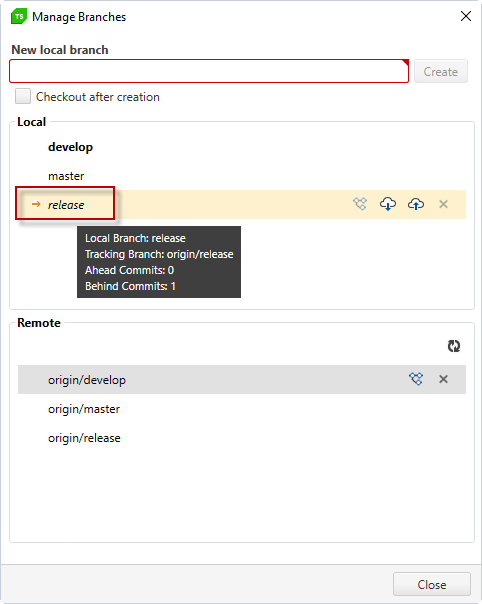 TS Manage Branches
New local branch
Create
Checkout after creation
Local
develop
master
release
Local Branch: release
Tracking Branch: origin/release
Ahead Commits: 0
Behind Commits: 1
Remote
origin/develop
origin/master
origin/release
Close